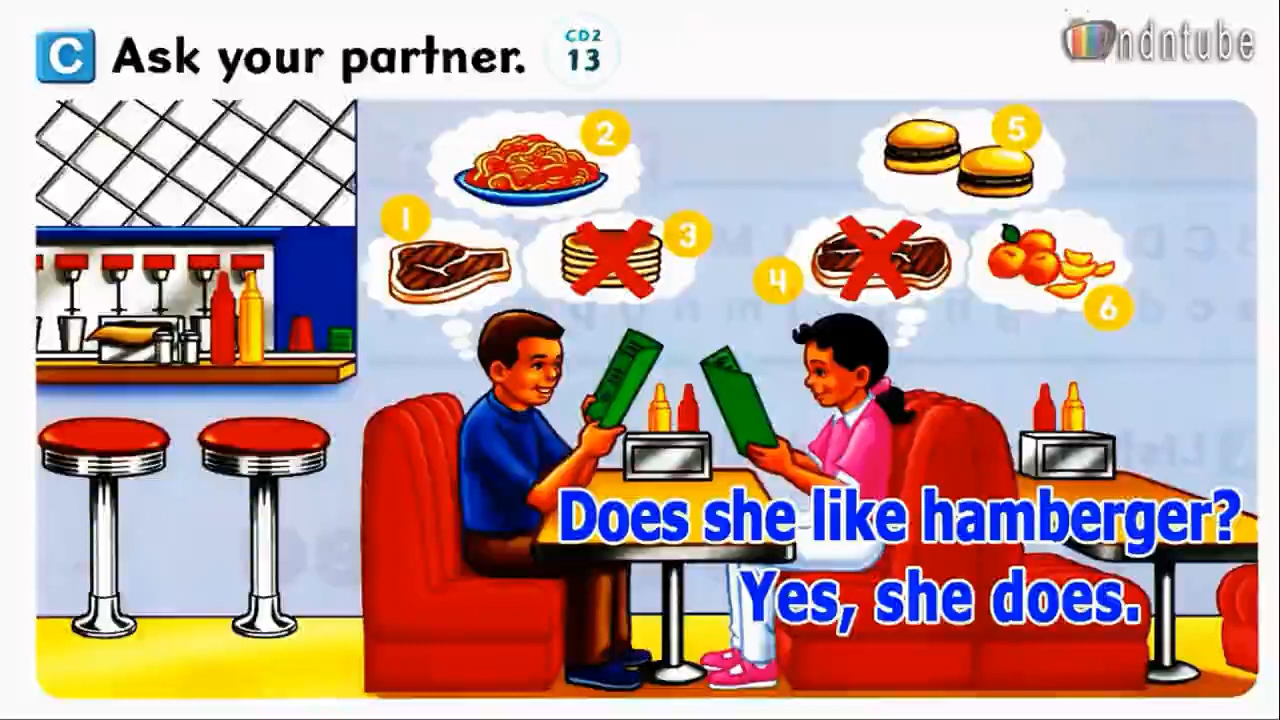 C Ask your partner. CD2 13
ndntube
2
5
1
3
4
6
Does she like hamberger?
Yes, she does.